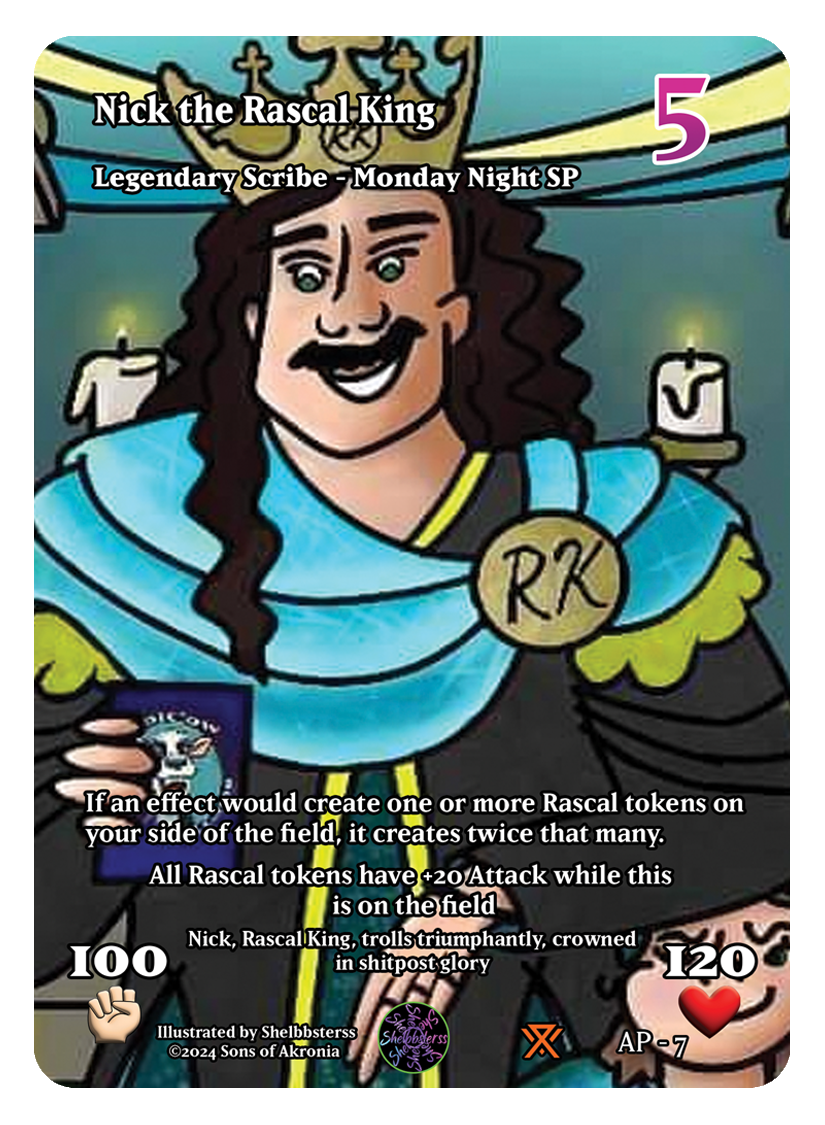 Nick the Rascal King
5
RK
Legendary Scribe - Monday Night SP
RK
If an effect would create one or more Rascal tokens on
your side of the field, it creates twice that many.
All Rascal tokens have +20 Attack while this
is on the field
Nick, Rascal King, trolls triumphantly, crowned
in shitpost glory
100
120
Illustrated by Shelbbsterss
©2024 Sons of Akronia
Shelbbsterss
AP - 7